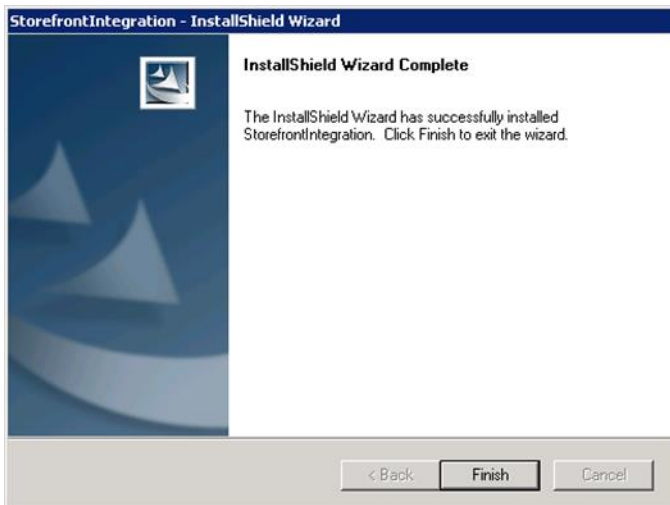 StorefrontIntegration - InstallShield Wizard
InstallShield Wizard Complete
The InstallShield Wizard has successfully installed
StorefrontIntegration. Click Finish to exit the wizard.
< Back
Finish
Cancel